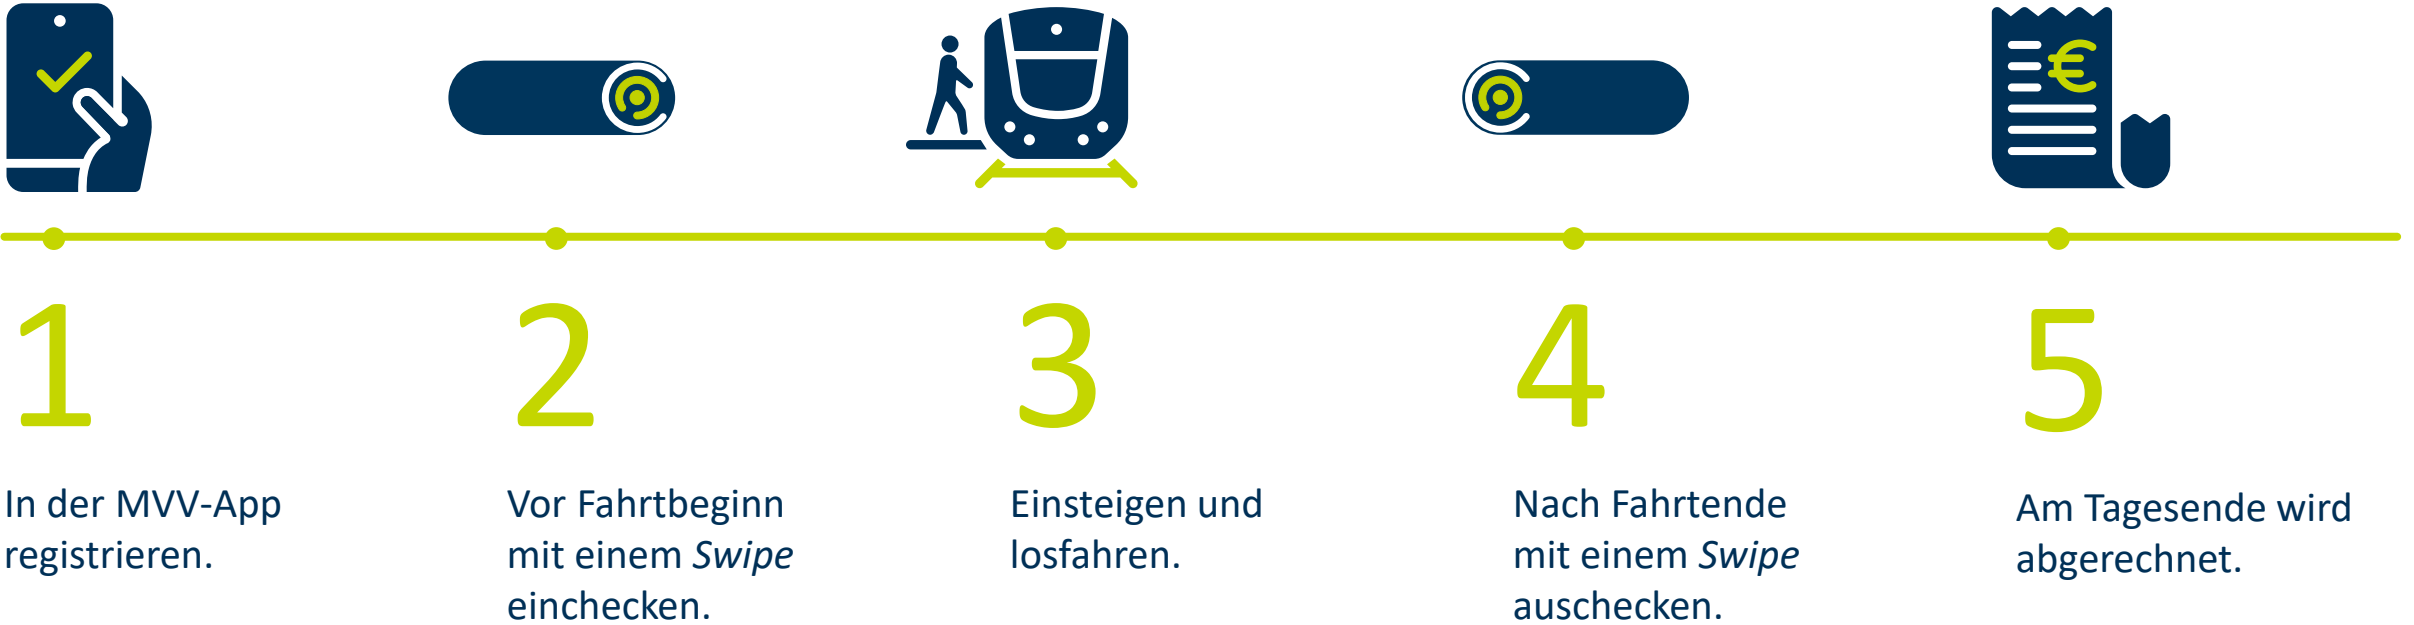 1
In der MVV-App
registrieren.
2
Vor Fahrtbeginn
mit einem Swipe
einchecken.
3
Einsteigen und
losfahren.
4
Nach Fahrtende
mit einem Swipe
auschecken.
€
5
Am Tagesende wird
abgerechnet.